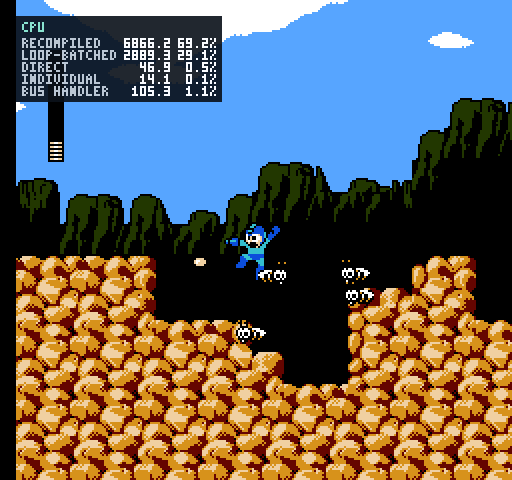 CPU
RECOMPILED 6866.2 69.2%
LOOP-BATCHED 2889.3 29.1%
DIRECT 46.9 0.5%
INDIVIDUAL 14.1 0.1%
BUS HANDLER 105.3 1.1%